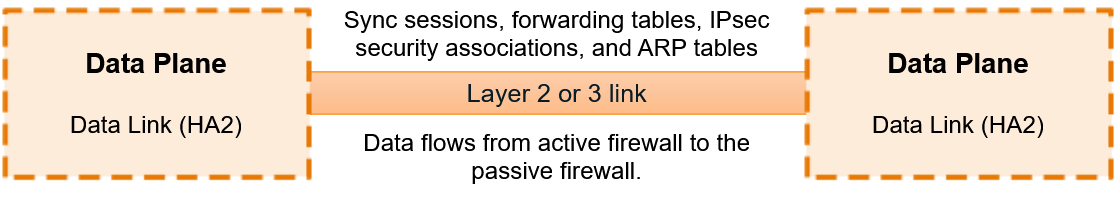 Data Plane
Data Link (HA2)
Sync sessions, forwarding tables, IPsec
security associations, and ARP tables
Layer 2 or 3 link
Data flows from active firewall to the
passive firewall.
Data Plane
Data Link (HA2)